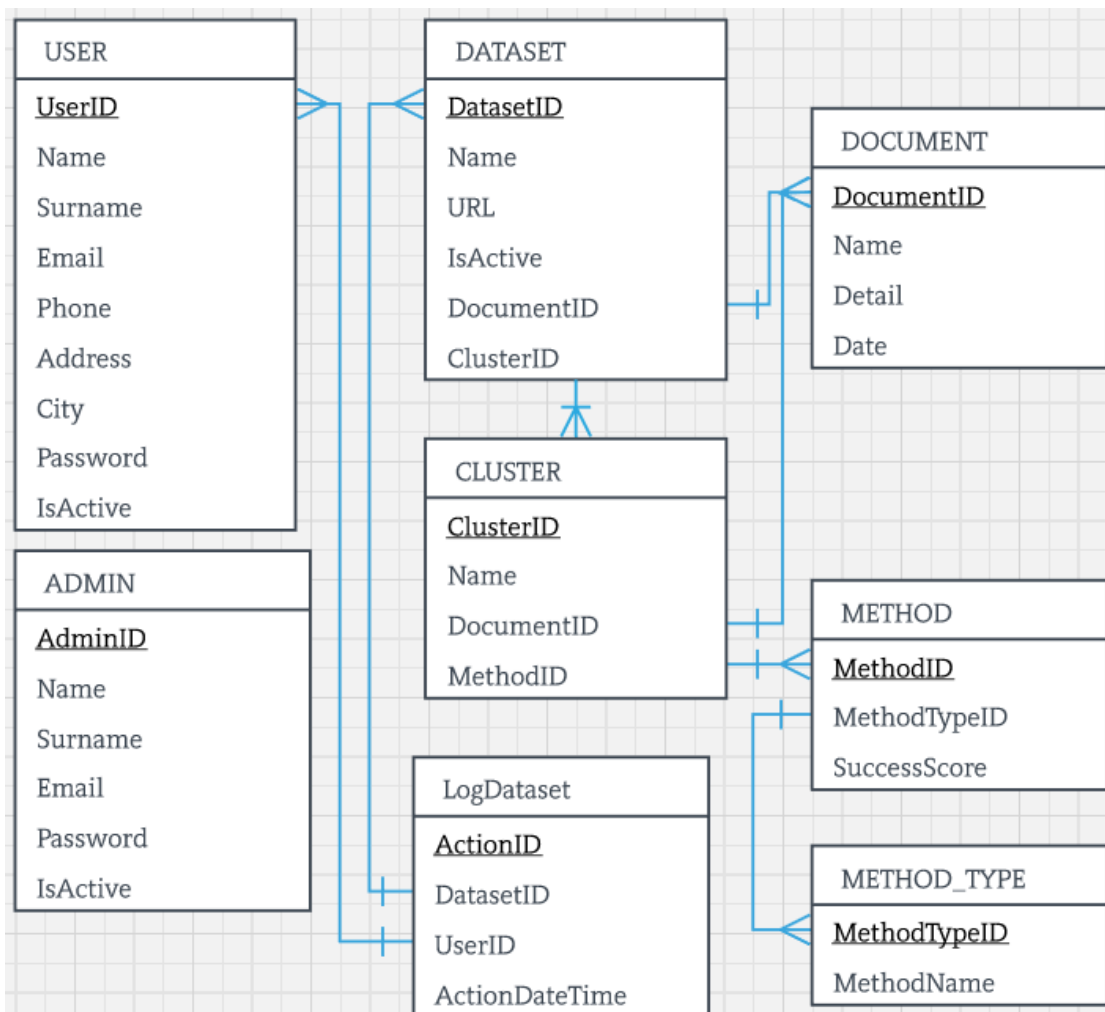 USER
UserID
Name
Surname
Email
Phone
Address
City
Password
IsActive
ADMIN
AdminID
Name
Surname
Email
Password
IsActive
DATASET
DatasetID
Name
URL
IsActive
DocumentID
ClusterID
CLUSTER
ClusterID
Name
DocumentID
MethodID
LogDataset
ActionID
DatasetID
UserID
ActionDateTime
DOCUMENT
DocumentID
Name
Detail
Date
METHOD
MethodID
MethodTypeID
SuccessScore
METHOD_TYPE
MethodTypeID
MethodName